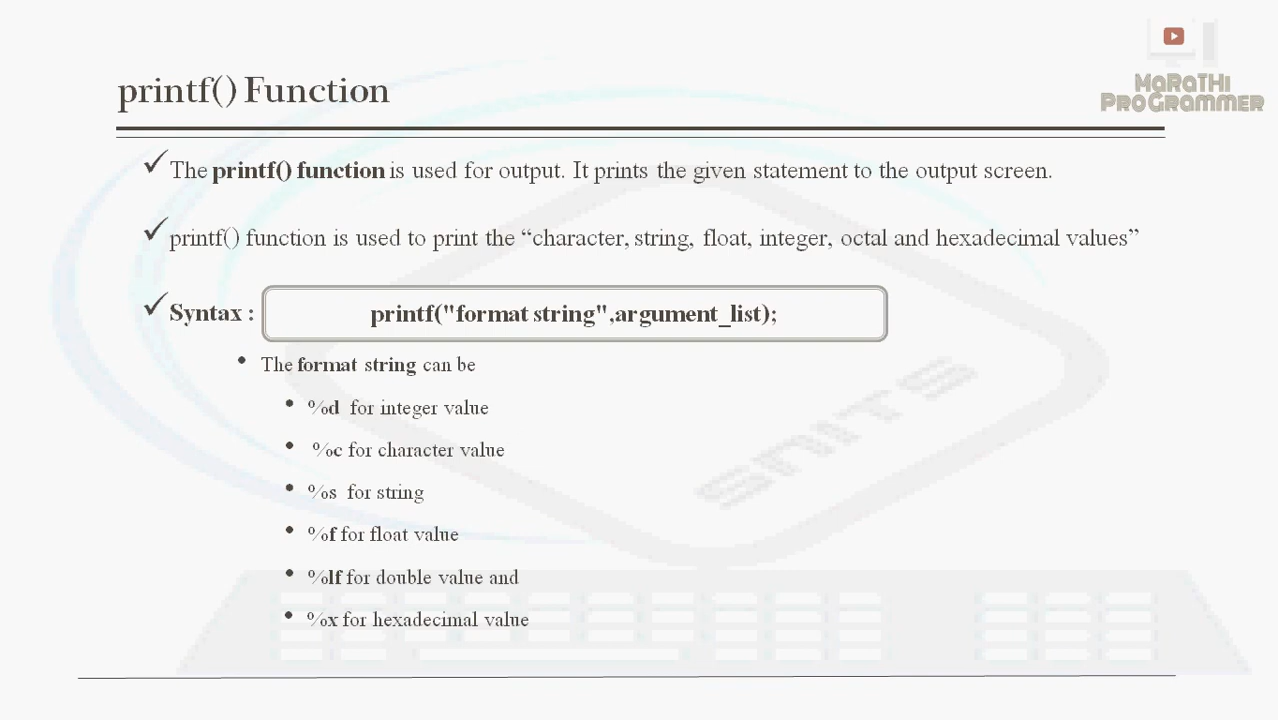 MaRaTHi
ProGrammer
printf() Function
The printf() function is used for output. It prints the given statement to the output screen.
printf() function is used to print the “character, string, float, integer, octal and hexadecimal values”
Syntax :
printf("format string",argument_list);
The format string can be
%d for integer value
%c for character value
%s for string
%f for float value
%lf for double value and
%x for hexadecimal value
SNITS